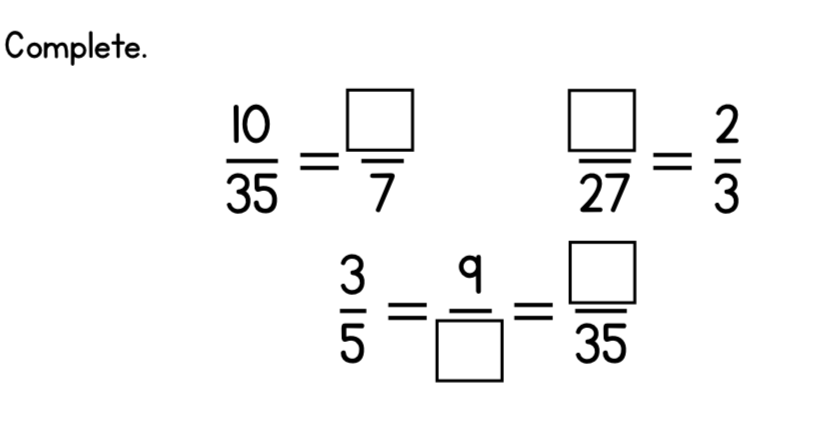 Complete.
10/35 = □/7
□/27 = 2/3
3/5 = 9/□ = □/35